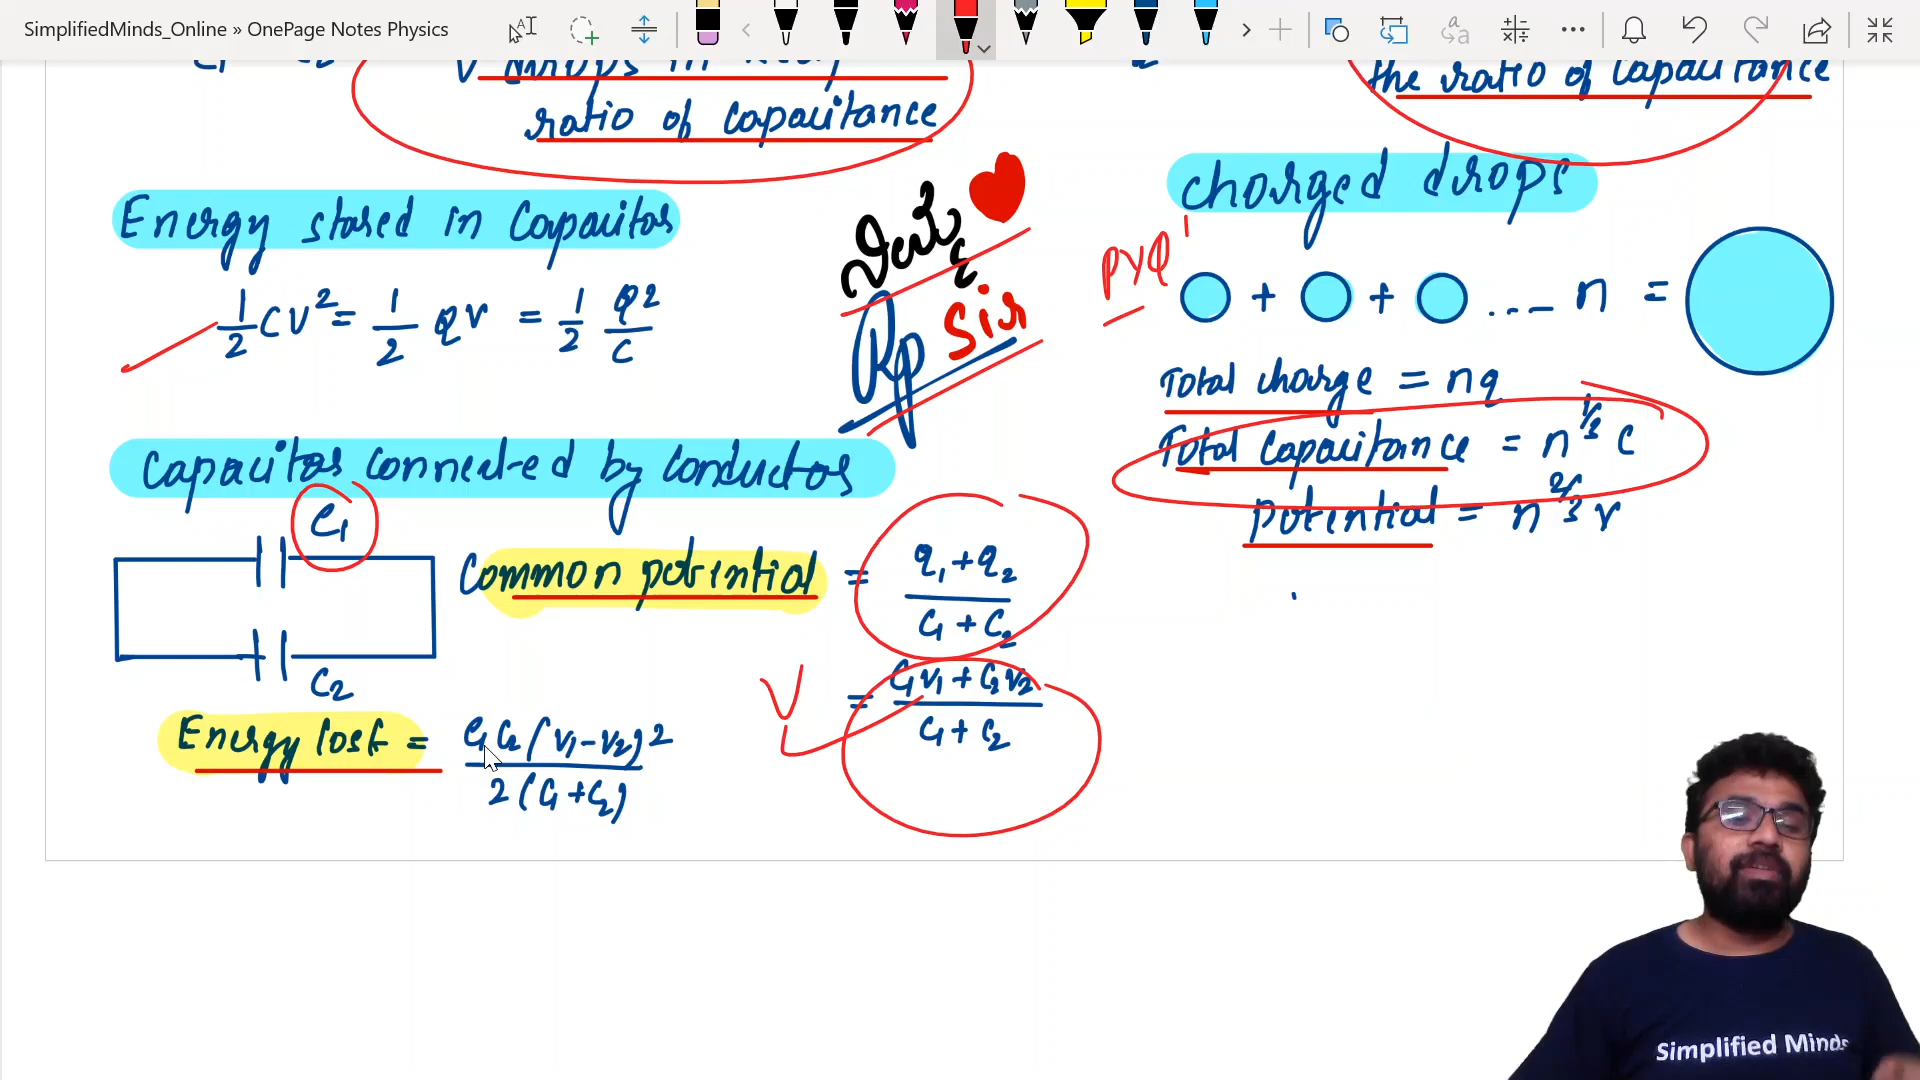 SimplifiedMinds_Online » OnePage Notes Physics
ratio of capacitance
the ratio of capacitance
Energy stored in Capacitor
1/2 CV² = 1/2 QV = 1/2 Q²/C
Rp Sir
Capacitor connected by conductor
C₁
C₂
Common potential = q₁+q₂ / C₁+C₂
V = C₁V₁+C₂V₂ / C₁+C₂
Energy lost = C₁C₂(V₁-V₂)² / 2(C₁+C₂)
Charged drops
PYQ
+ + .... n =
Total charge = nq
Total capacitance = n^1/3 C
Potential = n^2/3 V
Simplified Minds